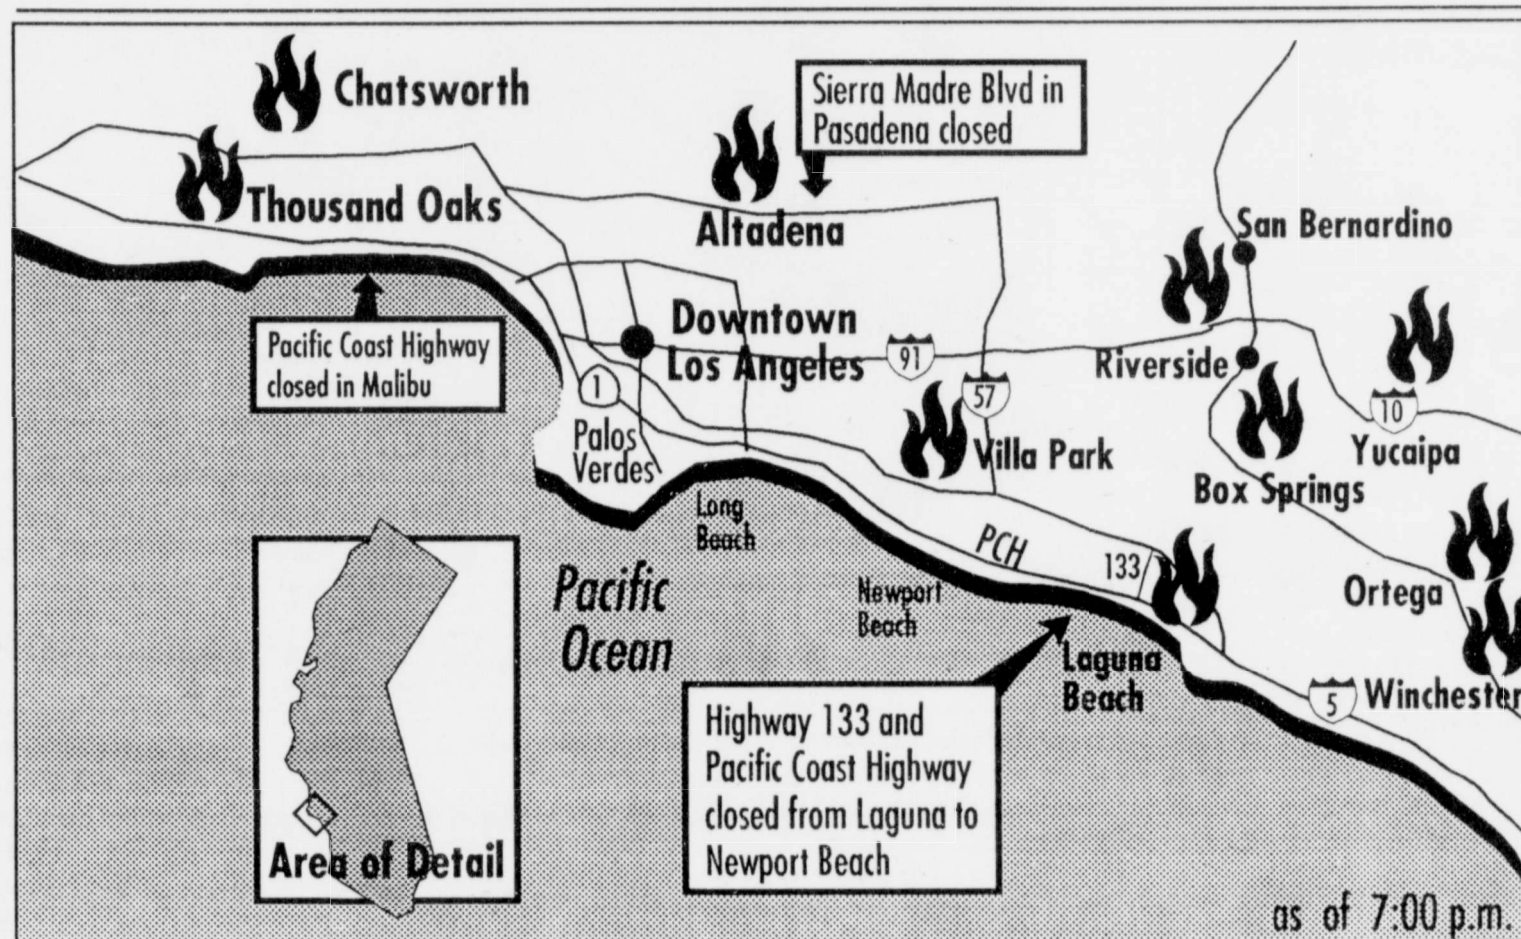 Chatsworth
Sierra Madre Blvd in
Pasadena closed
Thousand Oaks
Altadena
San Bernardino
Downtown
Los Angeles
Pacific Coast Highway
closed in Malibu
91
Riverside
1
57
10
Palos
Verdes
Villa Park
Yucaipa
Box Springs
Long
Beach
PCH
133
Pacific
Ocean
Newport
Beach
Ortega
Laguna
Beach
5
Winchester
Highway 133 and
Pacific Coast Highway
closed from Laguna to
Newport Beach
Area of Detail
as of 7:00 p.m.